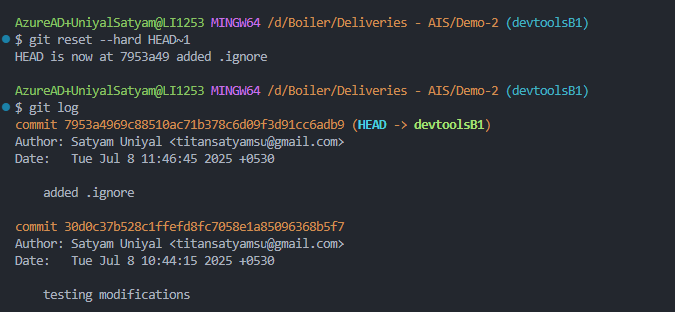 AzureAD+UniyalSatyam@LI1253 MINGW64 /d/Boiler/Deliveries - AIS/Demo-2 (devtoolsB1)
$ git reset --hard HEAD~1
HEAD is now at 7953a49 added .ignore
AzureAD+UniyalSatyam@LI1253 MINGW64 /d/Boiler/Deliveries - AIS/Demo-2 (devtoolsB1)
$ git log
commit 7953a4969c88510ac71b378c6d09f3d91cc6adb9 (HEAD -> devtoolsB1)
Author: Satyam Uniyal <titansatyamsu@gmail.com>
Date:   Tue Jul 8 11:46:45 2025 +0530
    added .ignore
commit 30d0c37b528c1ffefd8fc7058e1a85096368b5f7
Author: Satyam Uniyal <titansatyamsu@gmail.com>
Date:   Tue Jul 8 10:44:15 2025 +0530
    testing modifications